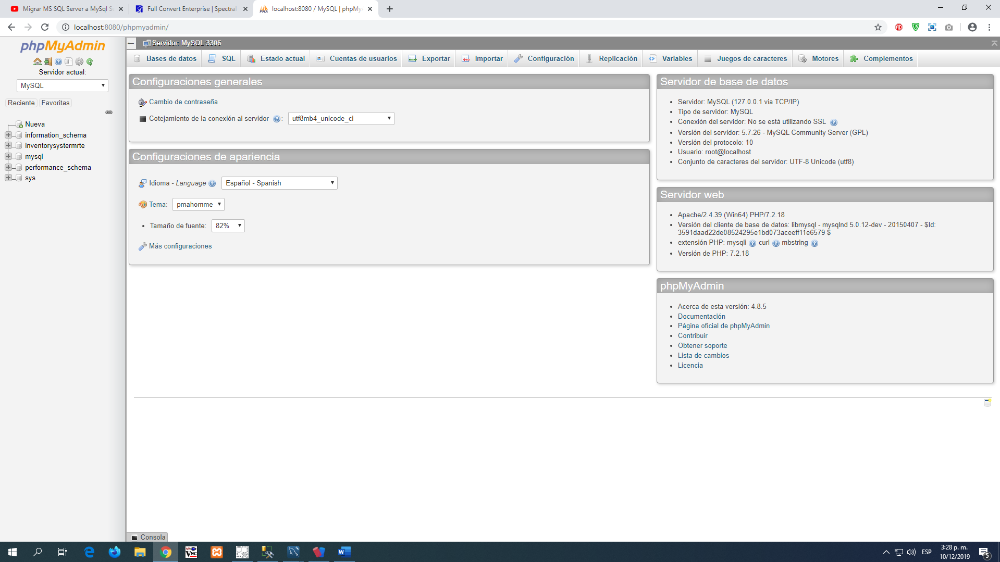 Migrar MS SQL Server a MySql Se
Full Convert Enterprise | Spectral
localhost:8080 / MySQL | phpMy
localhost:8080/phpmyadmin/
phpMyAdmin
Servidor actual:
MySQL
Reciente
Favoritas
Nueva
information_schema
inventorysystermrte
mysql
performance_schema
sys
Servidor: MySQL:3306
Bases de datos
SQL
Estado actual
Cuentas de usuarios
Exportar
Importar
Configuración
Replicación
Variables
Juegos de caracteres
Motores
Complementos
Configuraciones generales
Cambio de contraseña
Cotejamiento de la conexión al servidor : utf8mb4_unicode_ci
Configuraciones de apariencia
Idioma - Language Español - Spanish
Tema: pmahomme
Tamaño de fuente: 82%
Más configuraciones
Servidor de base de datos
Servidor: MySQL (127.0.0.1 via TCP/IP)
Tipo de servidor: MySQL
Conexión del servidor: No se está utilizando SSL
Versión del servidor: 5.7.26 - MySQL Community Server (GPL)
Versión del protocolo: 10
Usuario: root@localhost
Conjunto de caracteres del servidor: UTF-8 Unicode (utf8)
Servidor web
Apache/2.4.39 (Win64) PHP/7.2.18
Versión del cliente de base de datos: libmysql - mysqlnd 5.0.12-dev - 20150407 - $Id:
3591daad22de08524295e1bd073aceeff11e6579 $
extensión PHP: mysqli curl mbstring
Versión de PHP: 7.2.18
phpMyAdmin
Acerca de esta versión: 4.8.5
Documentación
Página oficial de phpMyAdmin
Contribuir
Obtener soporte
Lista de cambios
Licencia
Consola
ESP
3:28 p. m.
10/12/2019
5